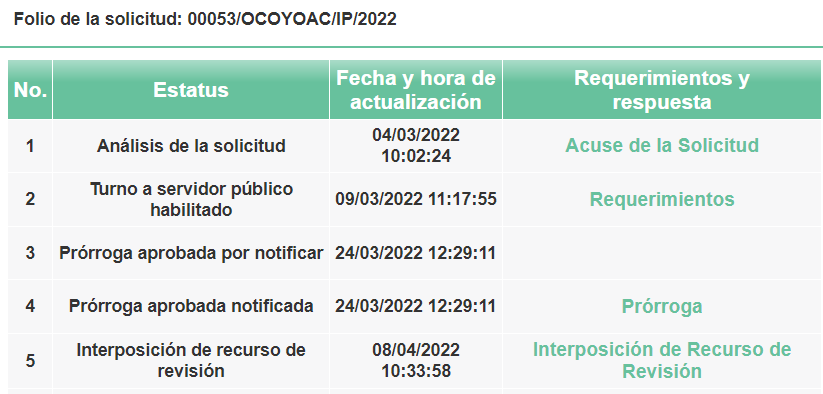 Folio de la solicitud: 00053/OCOYOAC/IP/2022
No. Estatus Fecha y hora de actualización Requerimientos y respuesta
1 Análisis de la solicitud 04/03/2022 10:02:24 Acuse de la Solicitud
2 Turno a servidor público habilitado 09/03/2022 11:17:55 Requerimientos
3 Prórroga aprobada por notificar 24/03/2022 12:29:11
4 Prórroga aprobada notificada 24/03/2022 12:29:11 Prórroga
5 Interposición de recurso de revisión 08/04/2022 10:33:58 Interposición de Recurso de Revisión